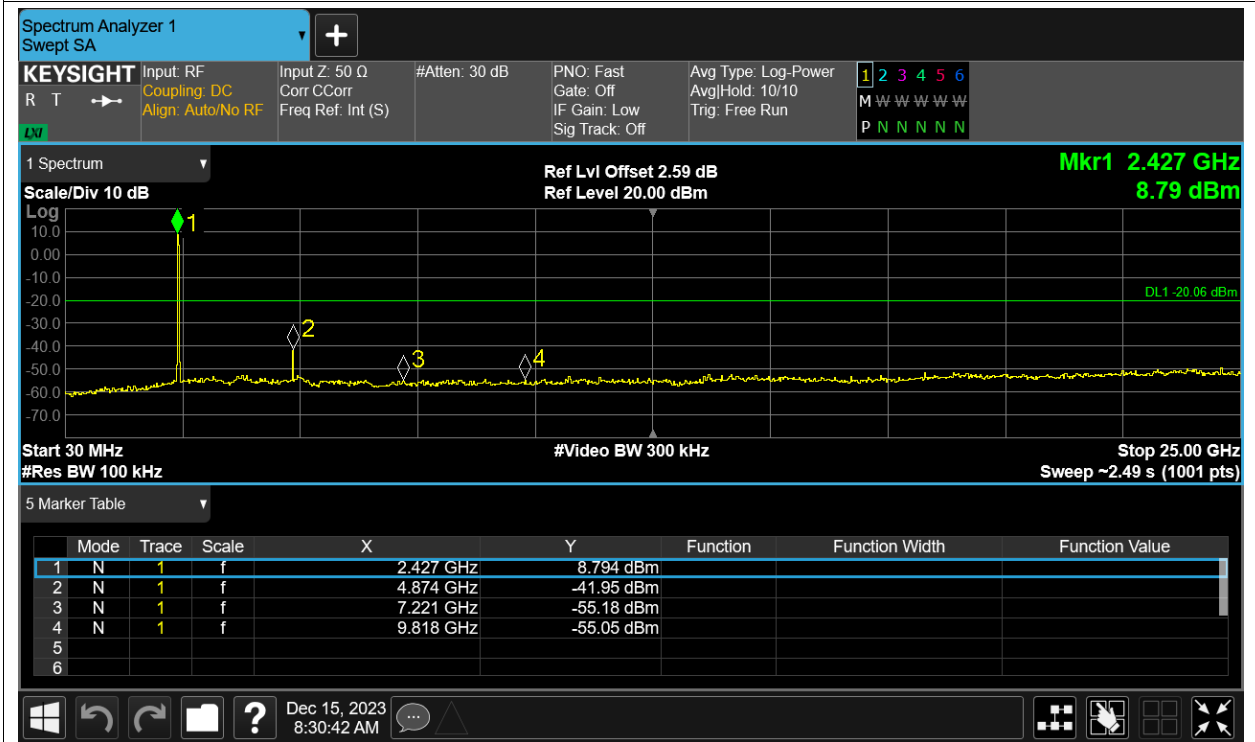 Spectrum Analyzer 1
Swept SA
KEYSIGHT
R T
LXI
Input: RF
Coupling: DC
Align: Auto/No RF
Input Z: 50 Ω
Corr CCorr
Freq Ref: Int (S)
#Atten: 30 dB
PNO: Fast
Gate: Off
IF Gain: Low
Sig Track: Off
Avg Type: Log-Power
Avg|Hold: 10/10
Trig: Free Run
1 2 3 4 5 6
M W W W W W
P N N N N N
1 Spectrum
Scale/Div 10 dB
Ref Lvl Offset 2.59 dB
Ref Level 20.00 dBm
Mkr1 2.427 GHz
8.79 dBm
Log
10.0
0.00
-10.0
-20.0
-30.0
-40.0
-50.0
-60.0
-70.0
1
2
3
4
DL1 -20.06 dBm
Start 30 MHz
#Video BW 300 kHz
Stop 25.00 GHz
#Res BW 100 kHz
Sweep ~2.49 s (1001 pts)
5 Marker Table
Mode Trace Scale X Y Function Function Width Function Value
1 N 1 f 2.427 GHz 8.794 dBm
2 N 1 f 4.874 GHz -41.95 dBm
3 N 1 f 7.221 GHz -55.18 dBm
4 N 1 f 9.818 GHz -55.05 dBm
5
6
?
Dec 15, 2023
8:30:42 AM